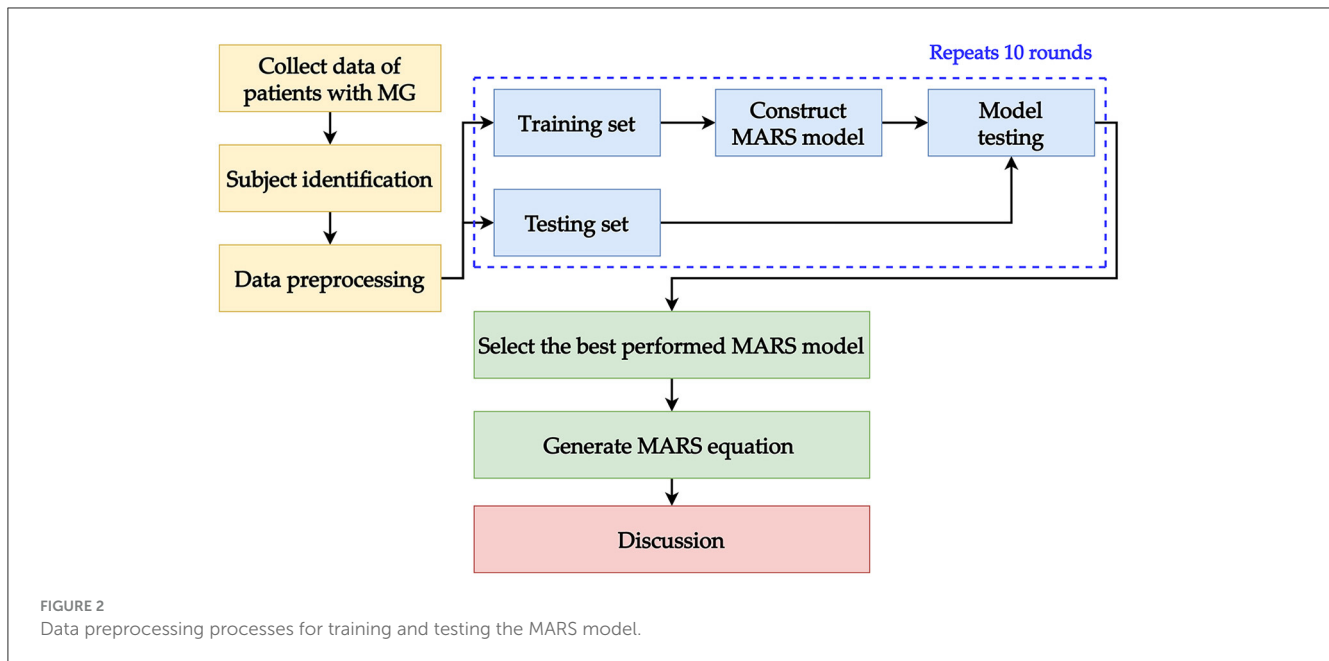 Collect data of
patients with MG
Subject identification
Data preprocessing
Repeats 10 rounds
Training set
Construct
MARS model
Model
testing
Testing set
Select the best performed MARS model
Generate MARS equation
Discussion
FIGURE 2
Data preprocessing processes for training and testing the MARS model.